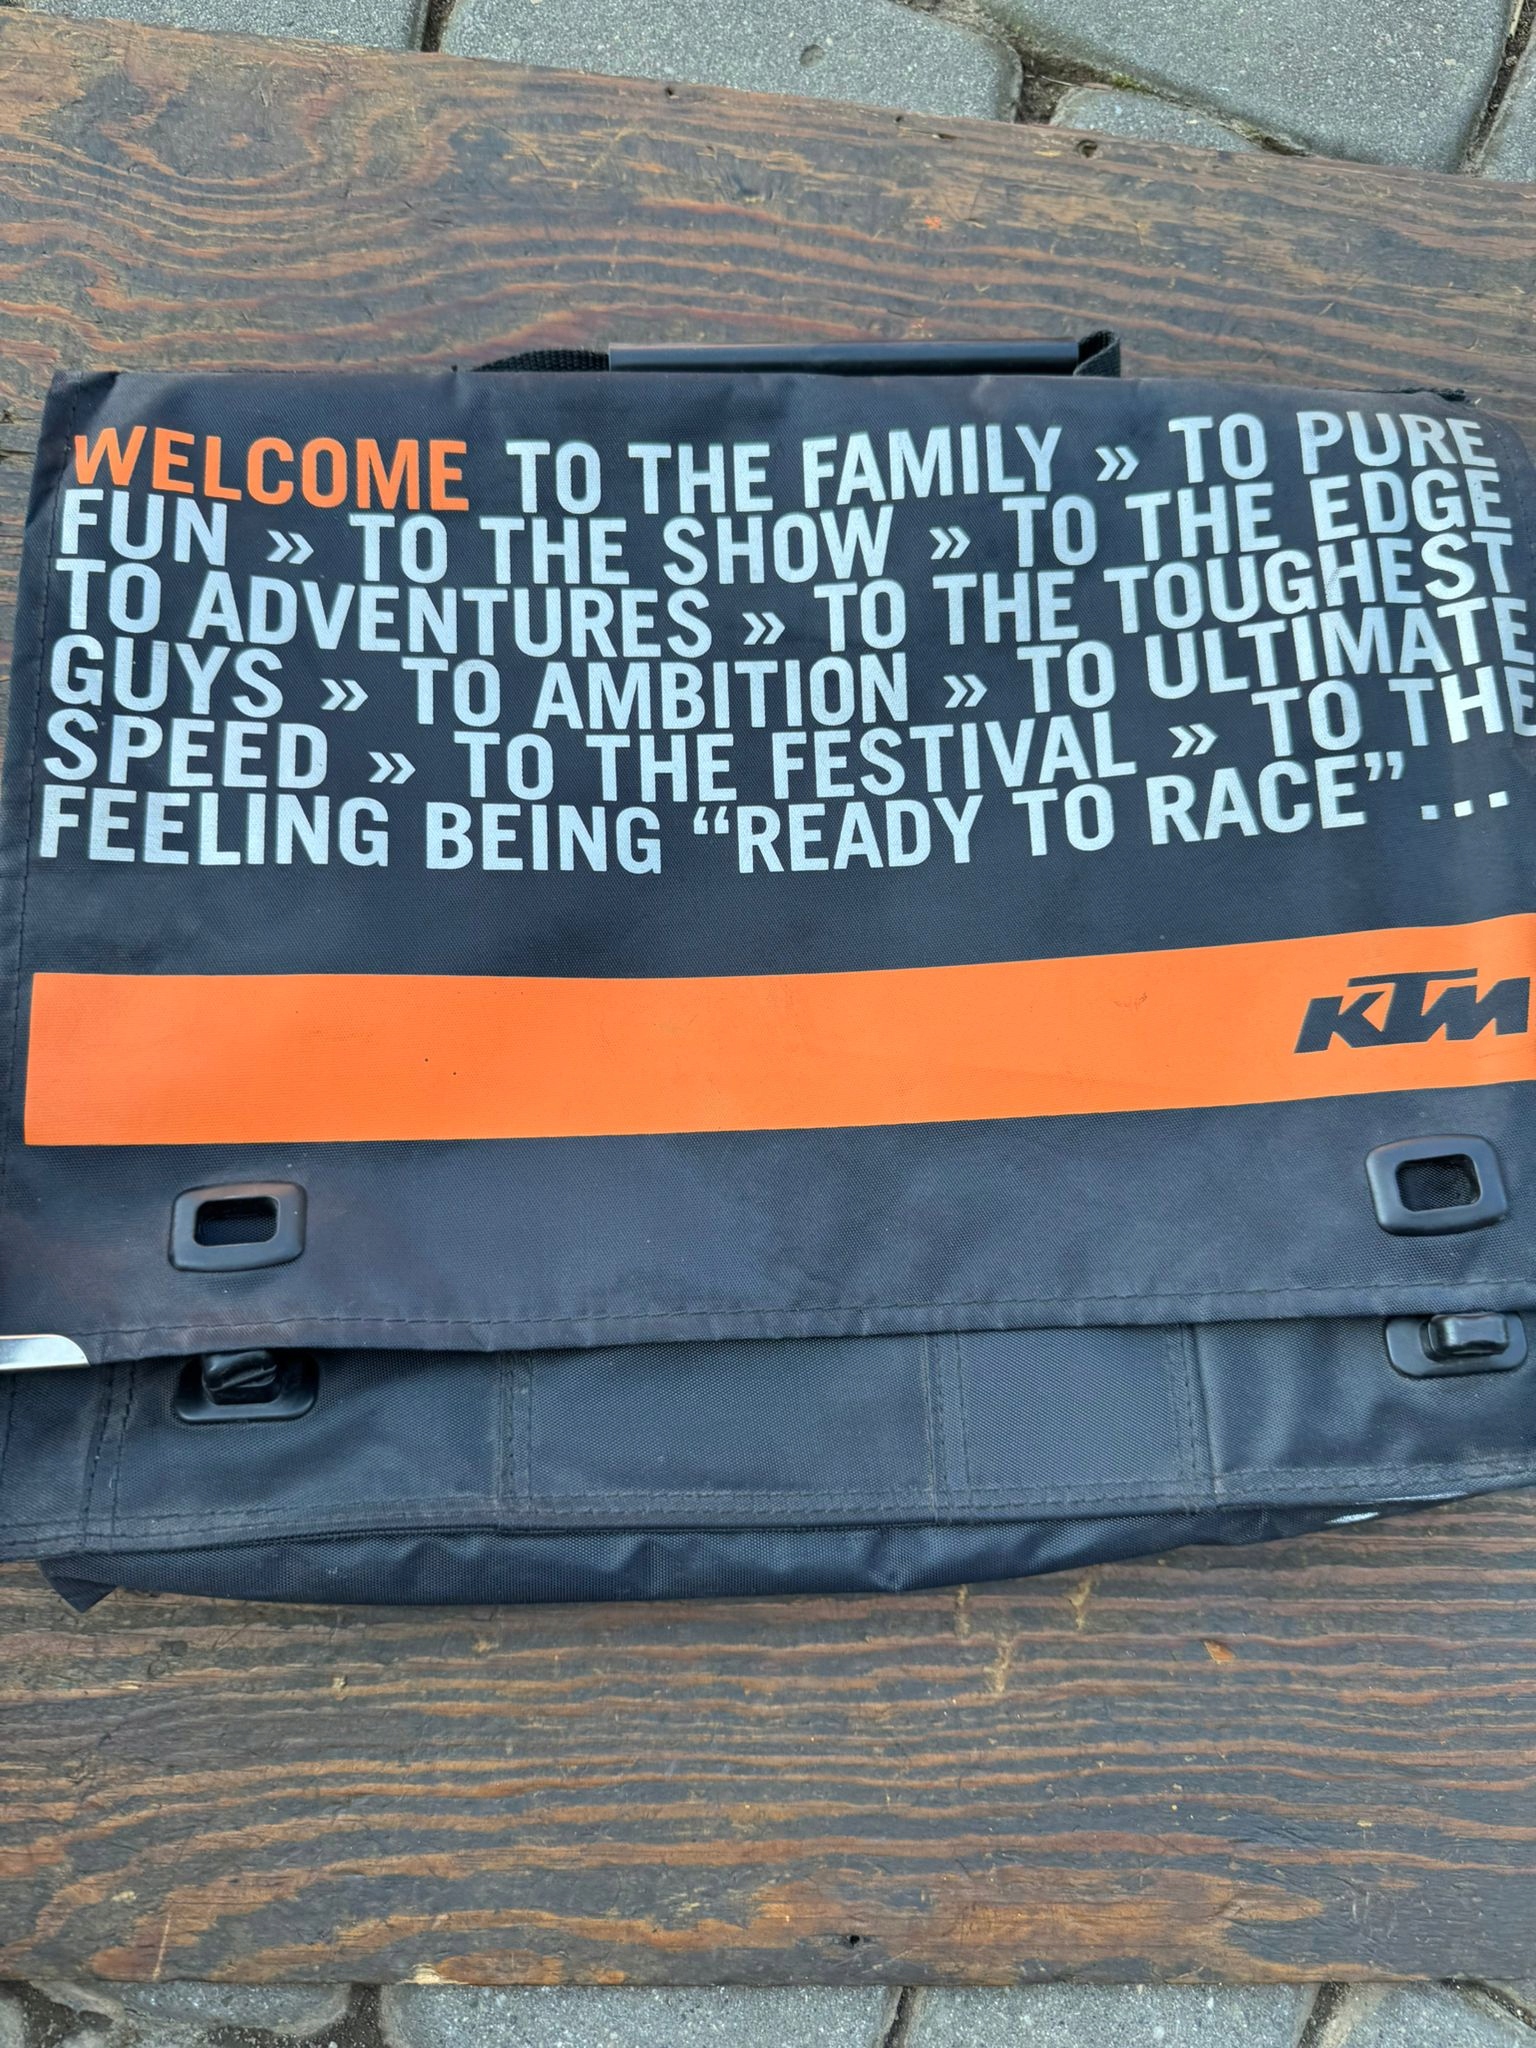 WELCOME TO THE FAMILY » TO PURE
FUN » TO THE SHOW » TO THE EDGE
TO ADVENTURES » TO THE TOUGHEST
GUYS » TO AMBITION » TO ULTIMATE
SPEED » TO THE FESTIVAL » TO THE
FEELING BEING “READY TO RACE” ...
KTM